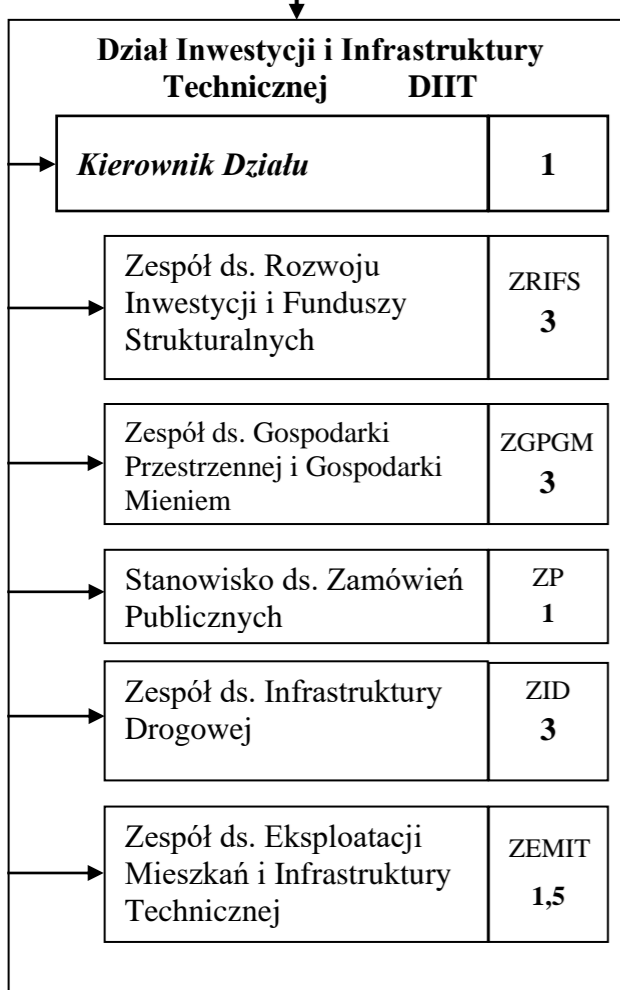 Dział Inwestycji i Infrastruktury
Technicznej DIIT
Kierownik Działu 1
Zespół ds. Rozwoju
Inwestycji i Funduszy
Strukturalnych
ZRIFS
3
Zespół ds. Gospodarki
Przestrzennej i Gospodarki
Mieniem
ZGPGM
3
Stanowisko ds. Zamówień
Publicznych
ZP
1
Zespół ds. Infrastruktury
Drogowej
ZID
3
Zespół ds. Eksploatacji
Mieszkań i Infrastruktury
Technicznej
ZEMIT
1,5